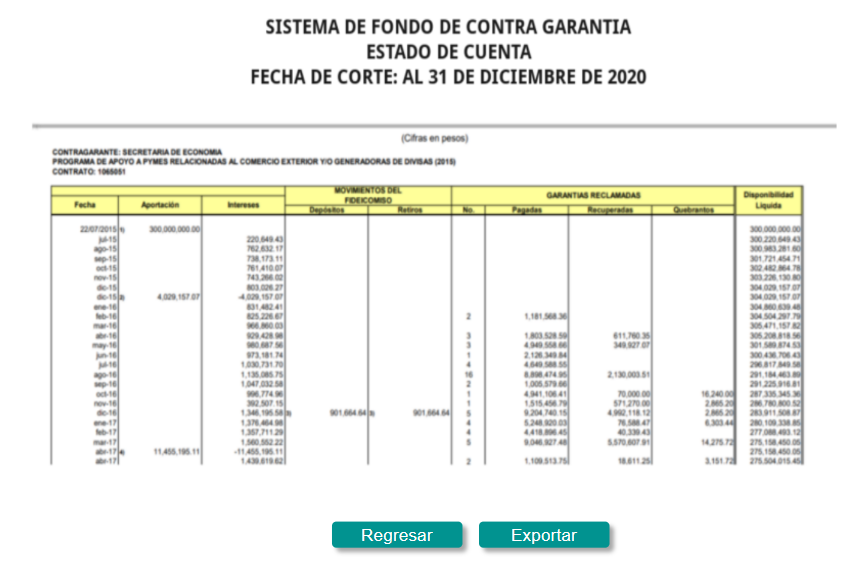 SISTEMA DE FONDO DE CONTRA GARANTIA
ESTADO DE CUENTA
FECHA DE CORTE: AL 31 DE DICIEMBRE DE 2020
(Cifras en pesos)
CONTRAGARANTE: SECRETARIA DE ECONOMIA
PROGRAMA DE APOYO A PYMES RELACIONADAS AL COMERCIO EXTERIOR Y/O GENERADORAS DE DIVISAS (2015)
CONTRATO: 1065051
Fecha Aportación Intereses MOVIMIENTOS DEL FIDEICOMISO GARANTIAS RECLAMADAS Disponibilidad Líquida
Depósitos Retiros No. Pagadas Recuperadas Quebrantos
22/07/2015 1) 300,000,000.00 300,000,000.00
jul-15 220,649.43 300,220,649.43
ago-15 762,632.17 300,983,281.60
sep-15 738,173.11 301,721,454.71
oct-15 761,410.07 302,482,864.78
nov-15 743,266.02 303,226,130.80
dic-15 803,026.27 304,029,157.07
dic-15 2) 4,029,157.07 -4,029,157.07 304,029,157.07
ene-16 831,482.41 304,860,639.48
feb-16 825,226.67 2 1,181,568.36 304,504,297.79
mar-16 966,860.03 305,471,157.82
abr-16 929,428.98 3 1,803,528.59 611,760.35 305,208,818.56
may-16 980,687.56 3 4,949,558.66 349,927.07 301,589,874.53
jun-16 973,181.74 1 2,126,349.84 300,436,706.43
jul-16 1,030,731.70 4 4,649,588.55 296,817,849.58
ago-16 1,135,085.75 16 8,898,474.95 2,130,003.51 291,184,463.89
sep-16 1,047,032.58 2 1,005,579.66 291,225,916.81
oct-16 996,774.96 1 4,941,106.41 70,000.00 16,240.00 287,335,345.36
nov-16 392,507.15 1 1,515,456.79 571,270.00 2,865.20 286,780,800.52
dic-16 1,346,195.58 3) 901,664.64 3) 901,664.64 5 9,204,740.15 4,992,118.12 2,865.20 283,911,508.87
ene-17 1,376,464.98 4 5,248,920.03 76,588.47 6,303.44 280,109,338.85
feb-17 1,357,711.29 4 4,418,896.45 40,339.43 277,088,493.12
mar-17 1,560,552.22 5 9,046,927.48 5,570,607.91 14,275.72 275,158,450.05
abr-17 4) 11,455,195.11 -11,455,195.11 275,158,450.05
abr-17 1,439,619.62 2 1,109,513.75 18,611.25 3,151.72 275,504,015.45
Regresar Exportar